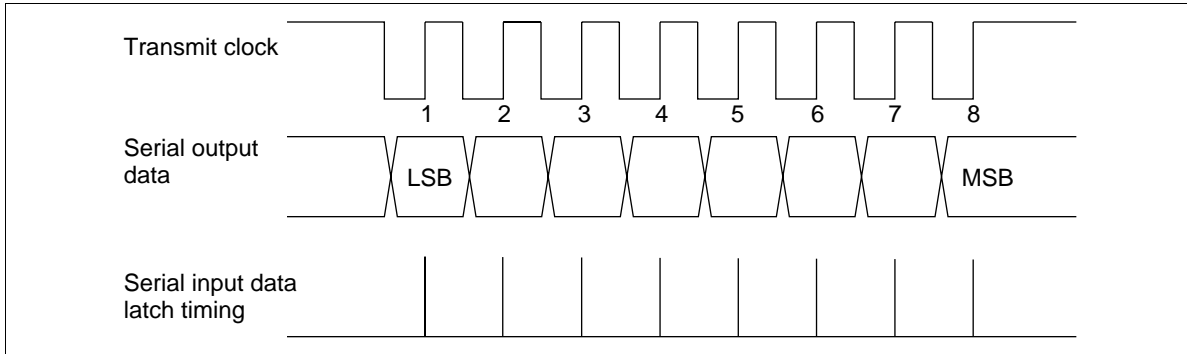 Transmit clock
1 2 3 4 5 6 7 8
Serial output
data
LSB
MSB
Serial input data
latch timing